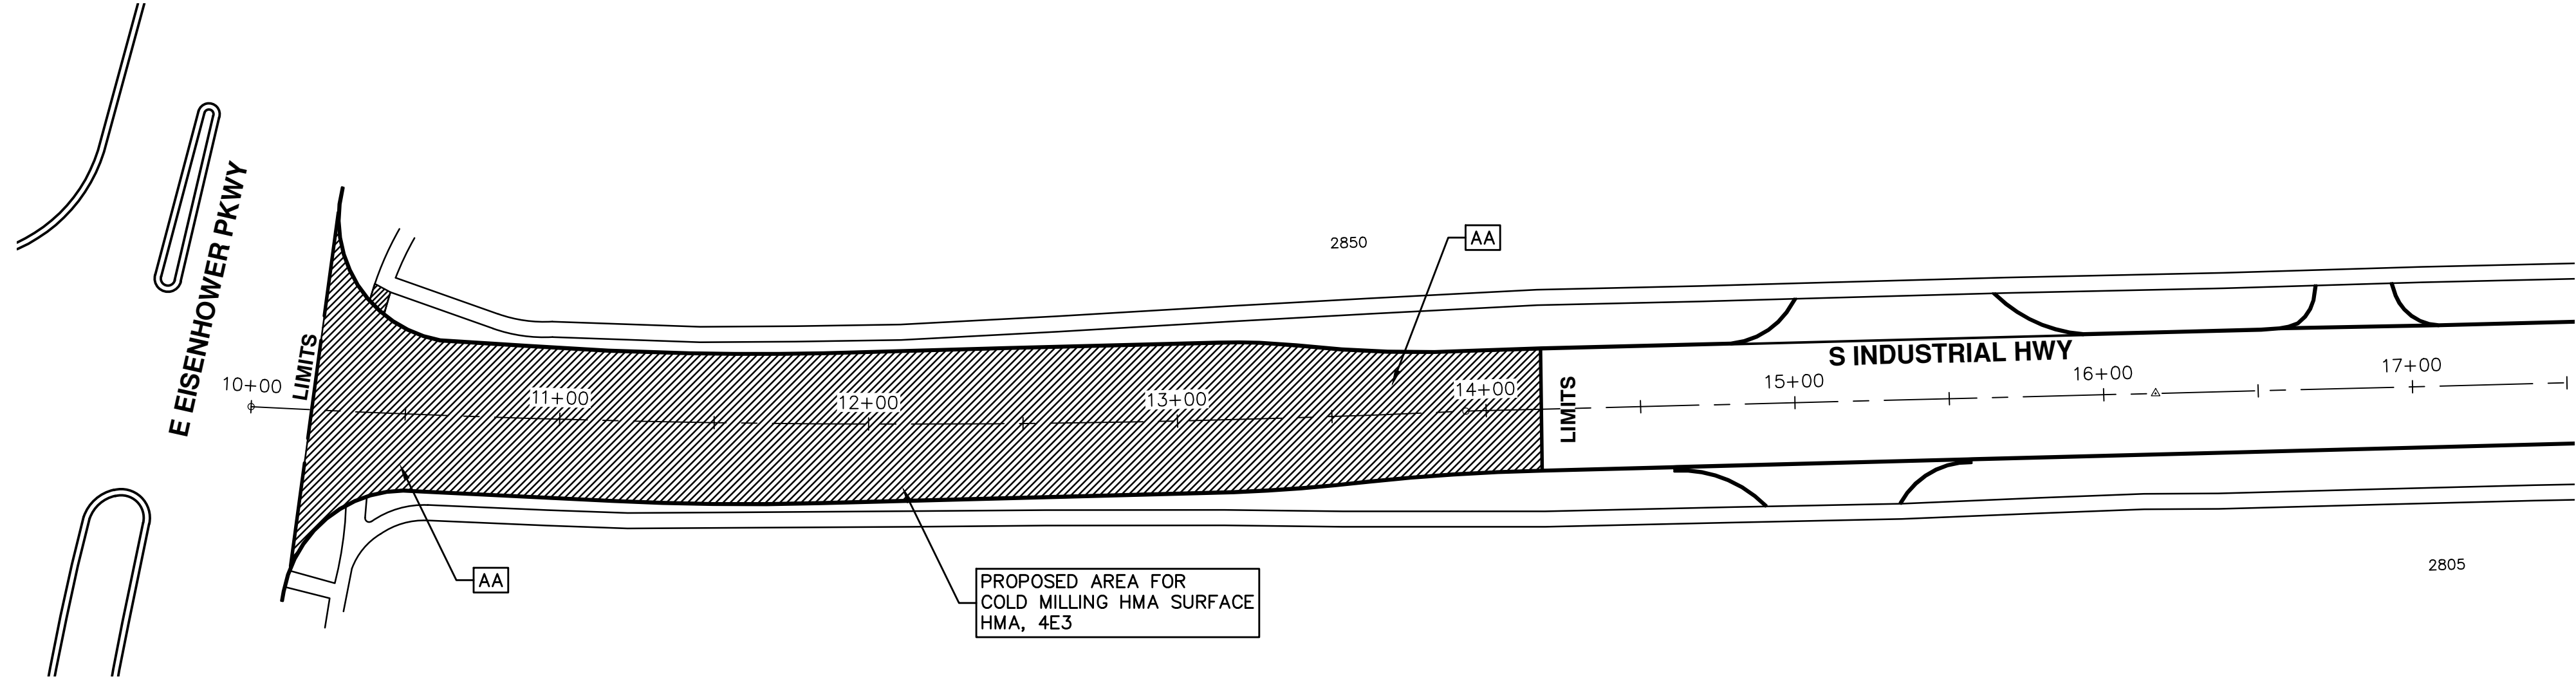 E EISENHOWER PKWY
LIMITS
10+00
11+00
12+00
13+00
14+00
2850
AA
LIMITS
15+00
S INDUSTRIAL HWY
16+00
17+00
AA
PROPOSED AREA FOR
COLD MILLING HMA SURFACE
HMA, 4E3
2805